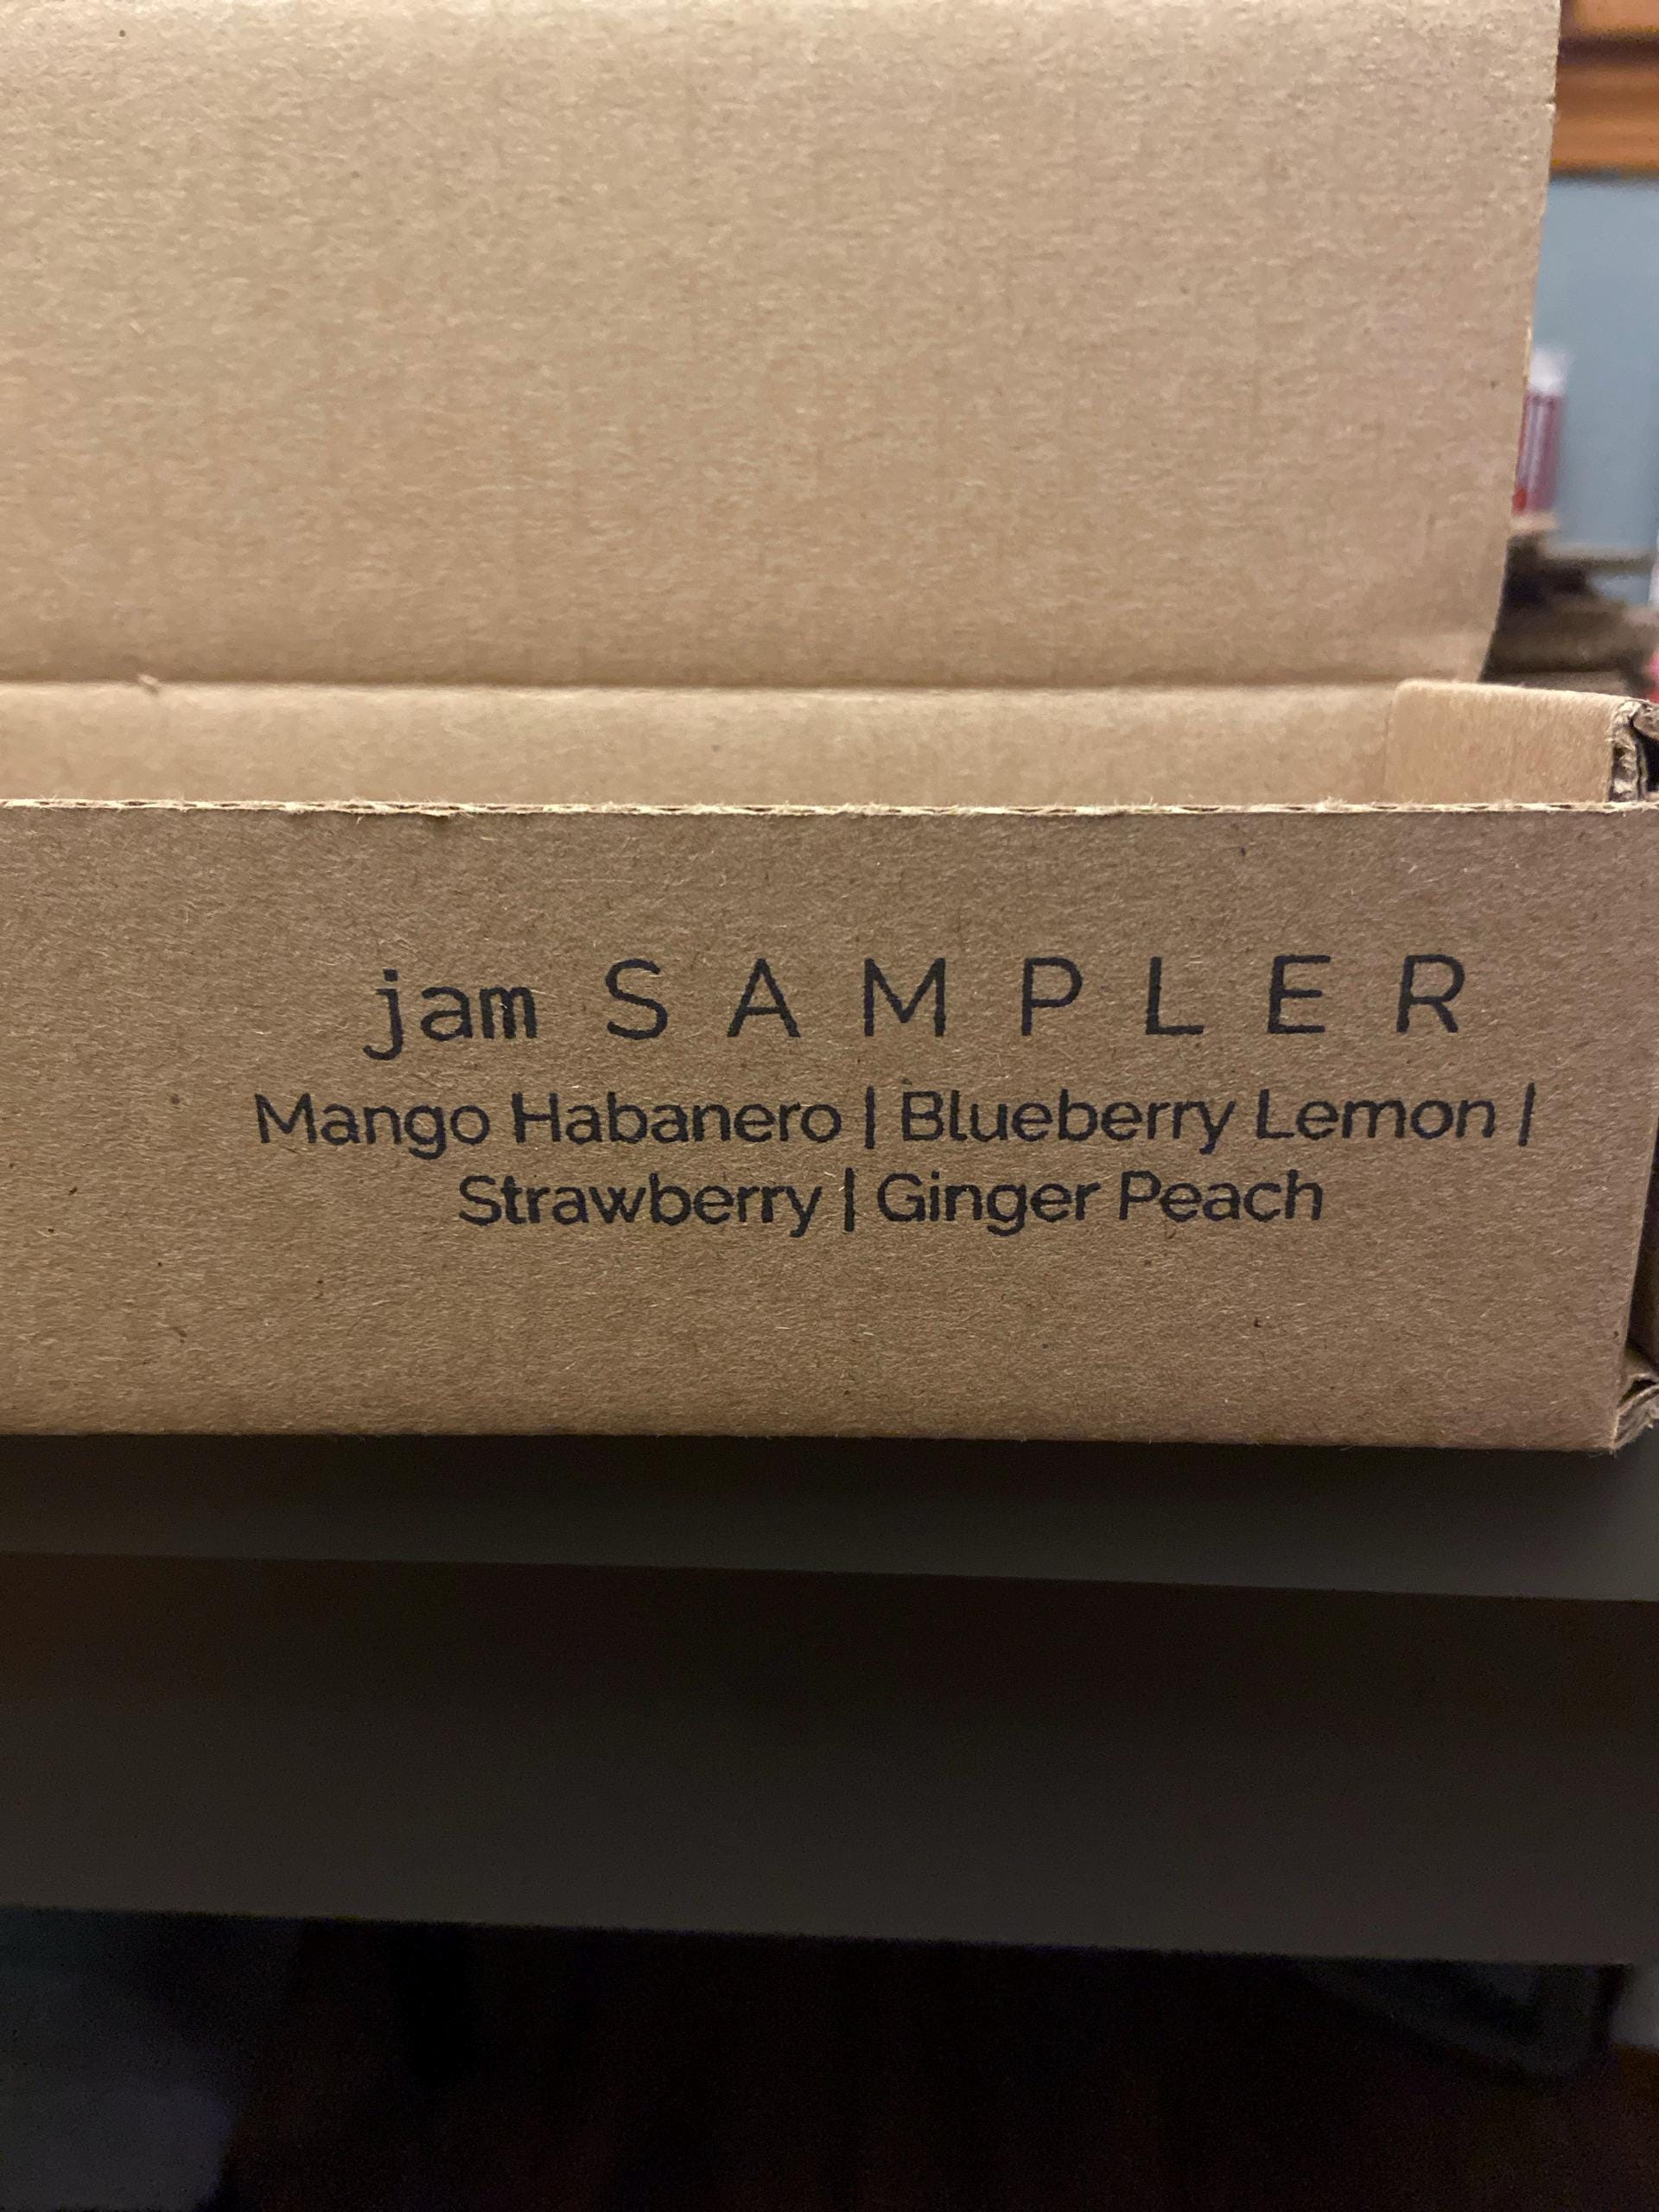 jam SAMPLER
Mango Habanero | Blueberry Lemon |
Strawberry | Ginger Peach